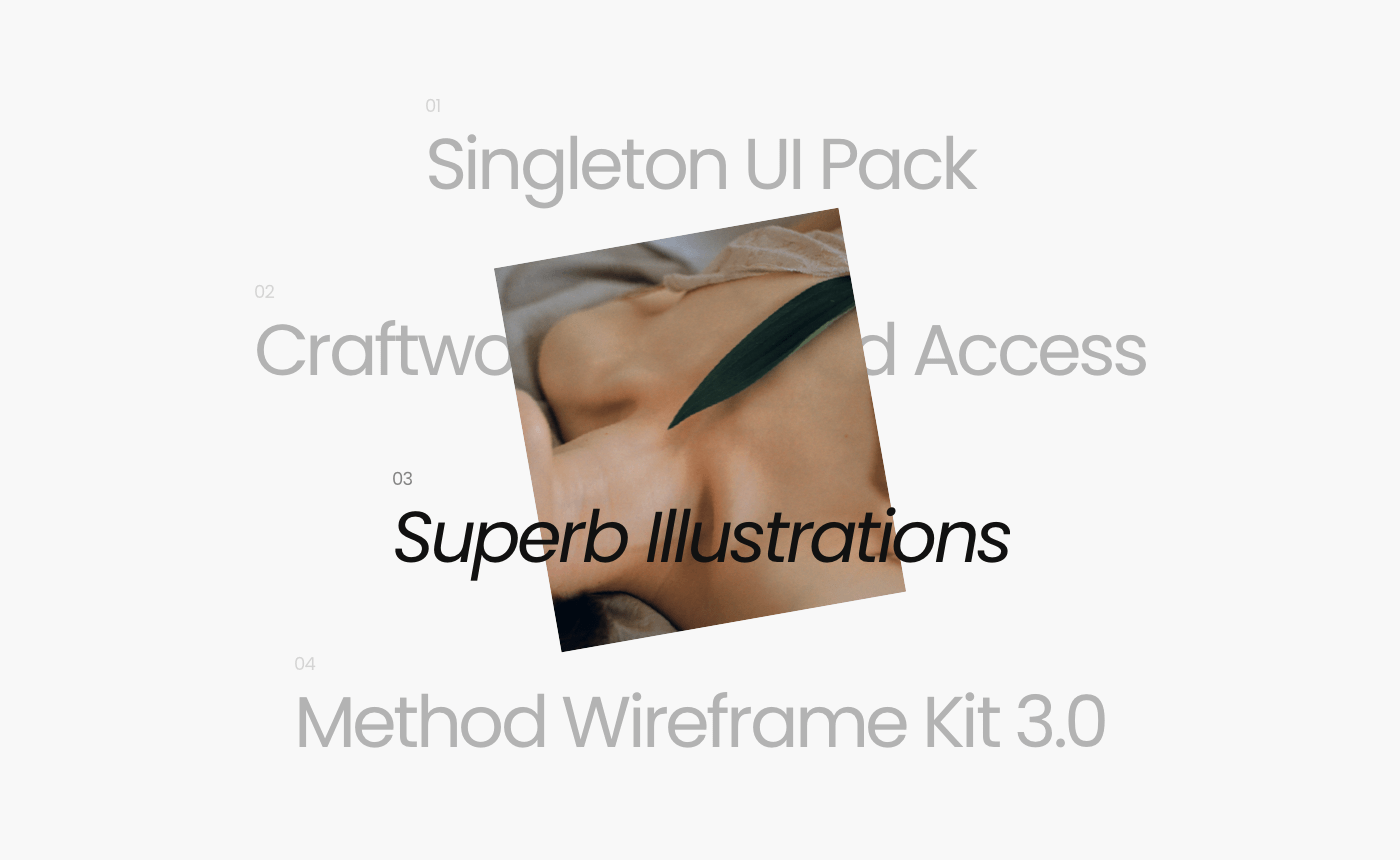 01
Singleton UI Pack
02
Craftwo d Access
03
Superb Illustrations
04
Method Wireframe Kit 3.0